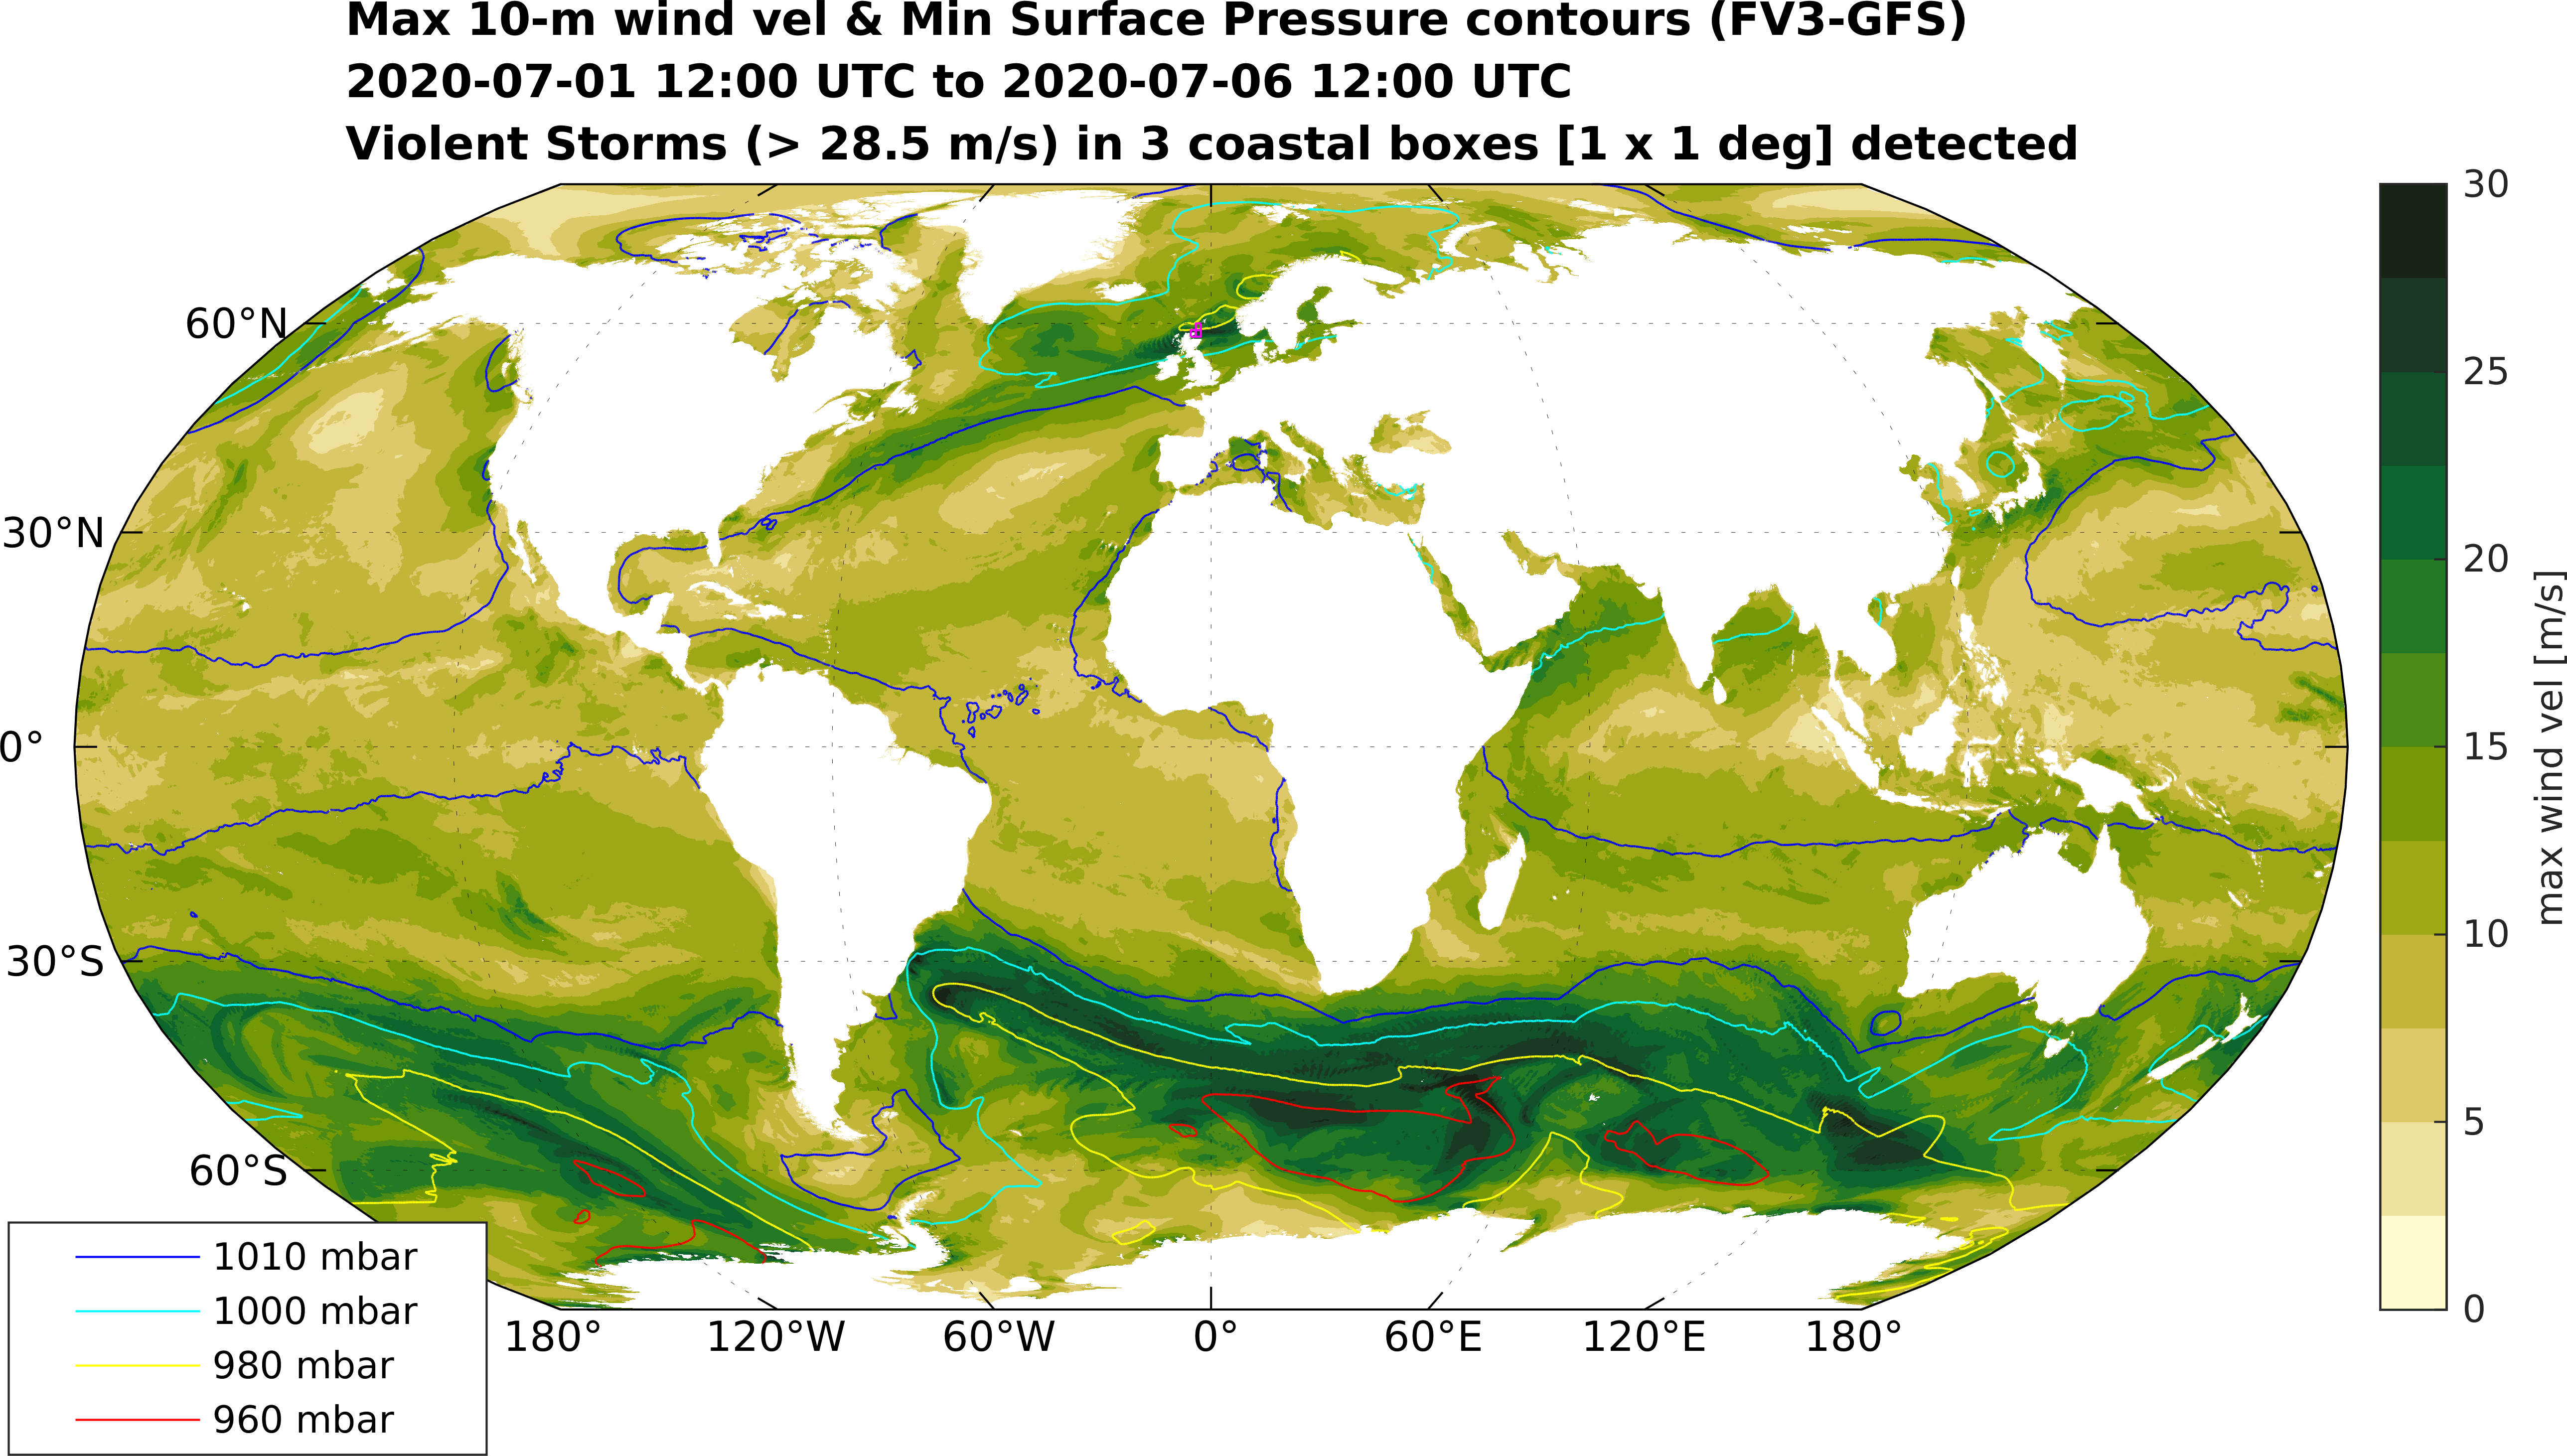 Max 10-m wind vel & Min Surface Pressure contours (FV3-GFS)
2020-07-01 12:00 UTC to 2020-07-06 12:00 UTC
Violent Storms (> 28.5 m/s) in 3 coastal boxes [1 x 1 deg] detected
60°N
30°N
0°
30°S
60°S
180°
120°W
60°W
0°
60°E
120°E
180°
1010 mbar
1000 mbar
980 mbar
960 mbar
30
25
20
15
10
5
0
max wind vel [m/s]